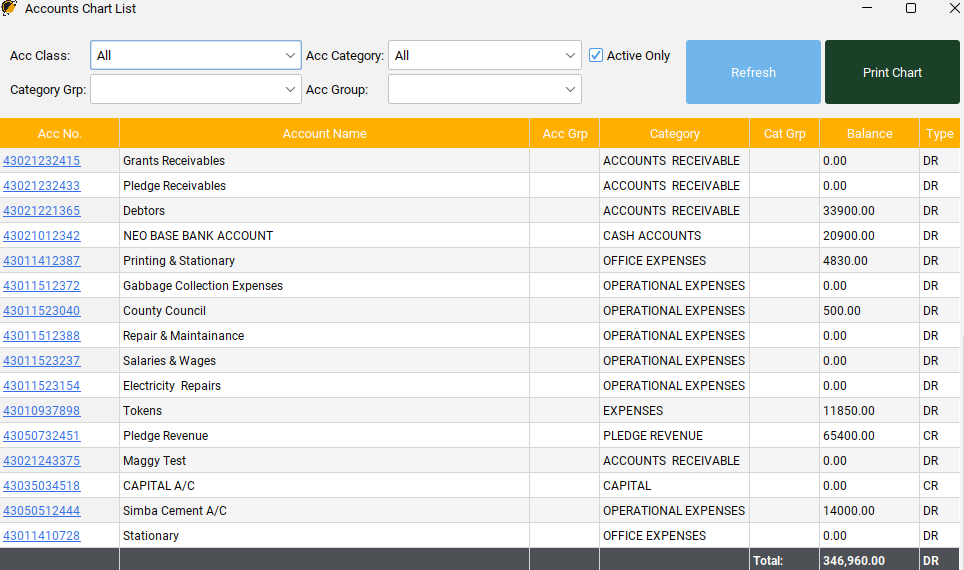 Accounts Chart List
Acc Class: All Acc Category: All Active Only Refresh Print Chart
Category Grp: Acc Group:
Acc No. Account Name Acc Grp Category Cat Grp Balance Type
43021232415 Grants Receivables ACCOUNTS RECEIVABLE 0.00 DR
43021232433 Pledge Receivables ACCOUNTS RECEIVABLE 0.00 DR
43021221365 Debtors ACCOUNTS RECEIVABLE 33900.00 DR
43021012342 NEO BASE BANK ACCOUNT CASH ACCOUNTS 20900.00 DR
43011412387 Printing & Stationary OFFICE EXPENSES 4830.00 DR
43011512372 Gabbage Collection Expenses OPERATIONAL EXPENSES 0.00 DR
43011523040 County Council OPERATIONAL EXPENSES 500.00 DR
43011512388 Repair & Maintainance OPERATIONAL EXPENSES 0.00 DR
43011523237 Salaries & Wages OPERATIONAL EXPENSES 0.00 DR
43011523154 Electricity Repairs OPERATIONAL EXPENSES 0.00 DR
43010937898 Tokens EXPENSES 11850.00 DR
43050732451 Pledge Revenue PLEDGE REVENUE 65400.00 CR
43021243375 Maggy Test ACCOUNTS RECEIVABLE 0.00 DR
43035034518 CAPITAL A/C CAPITAL 0.00 CR
43050512444 Simba Cement A/C OPERATIONAL EXPENSES 14000.00 DR
43011410728 Stationary OFFICE EXPENSES 0.00 DR
Total: 346,960.00 DR